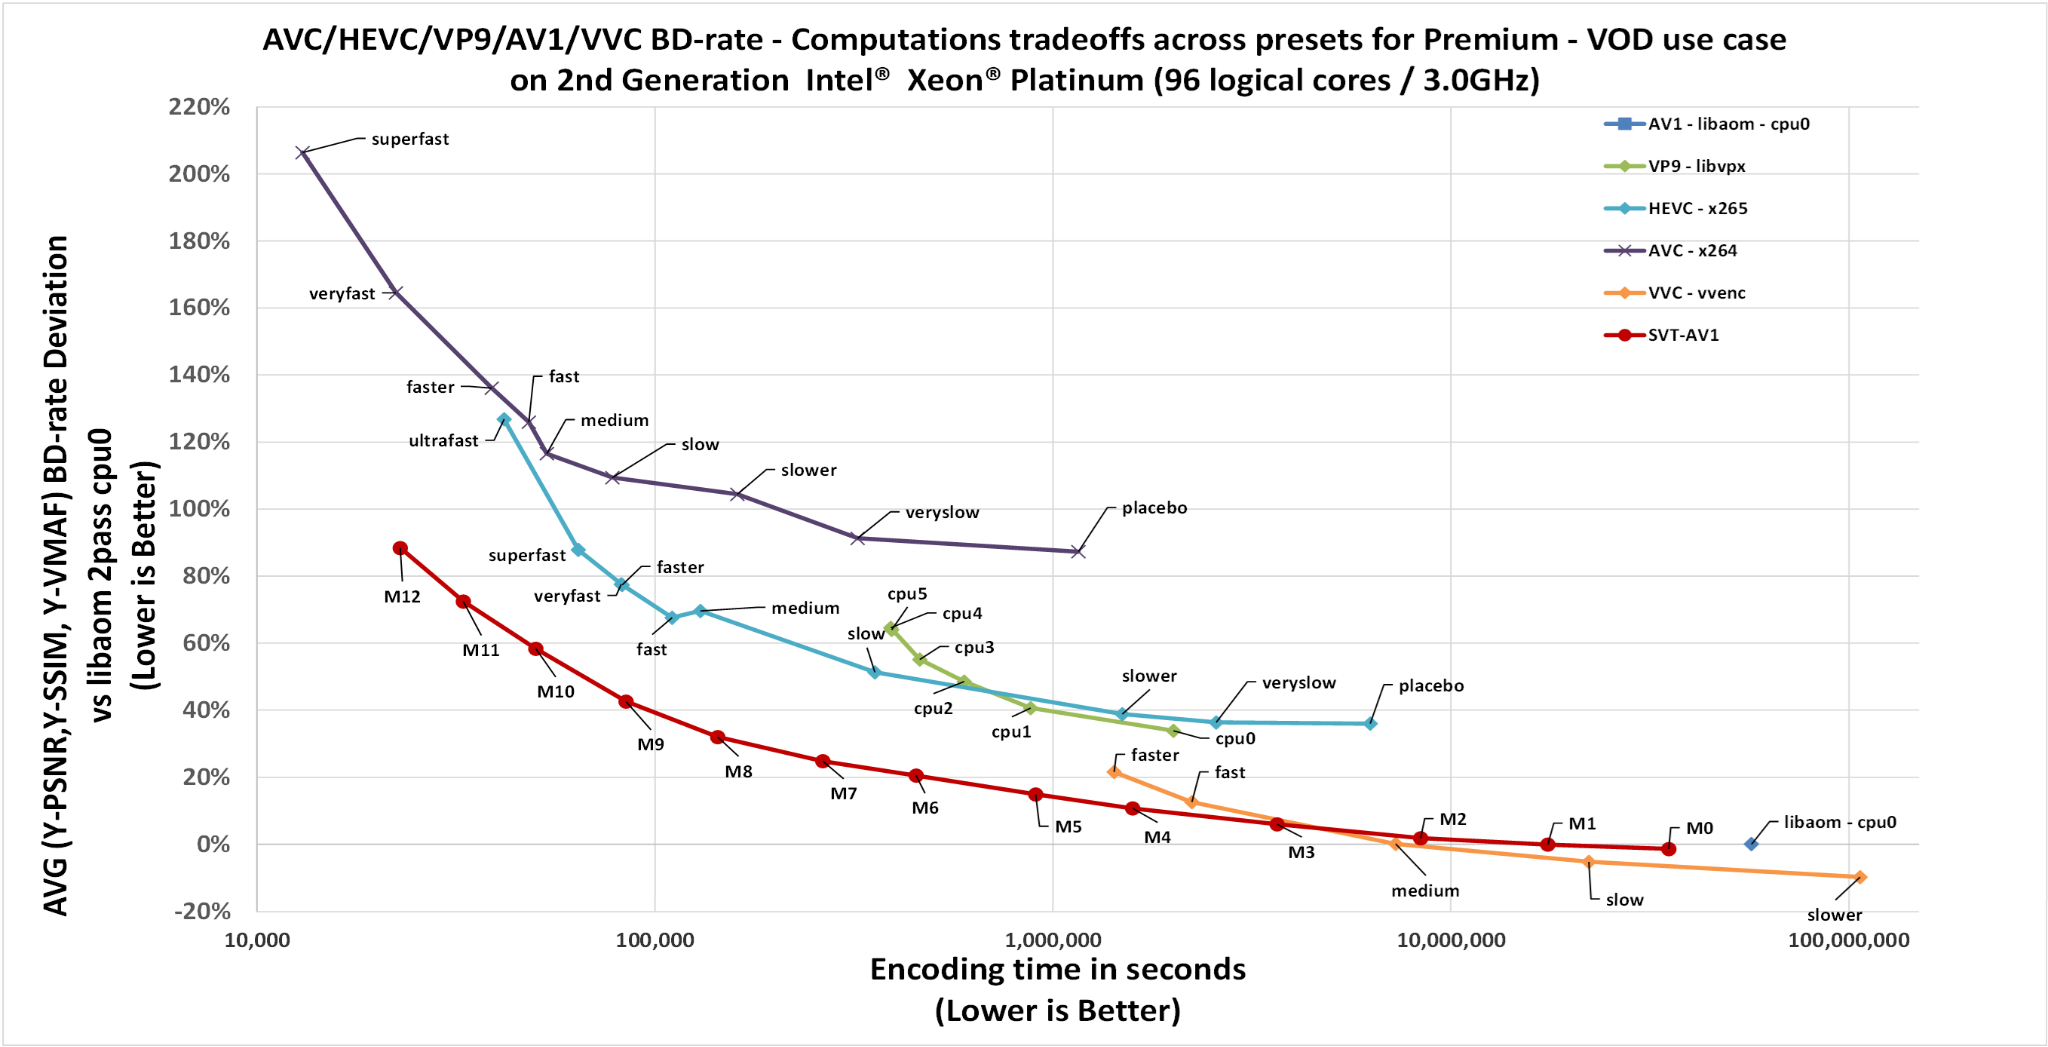 AVC/HEVC/VP9/AV1/VVC BD-rate - Computations tradeoffs across presets for Premium - VOD use case
on 2nd Generation Intel® Xeon® Platinum (96 logical cores / 3.0GHz)
AVG (Y-PSNR,Y-SSIM, Y-VMAF) BD-rate Deviation
vs libaom 2pass cpu0
(Lower is Better)
220%
200%
180%
160%
140%
120%
100%
80%
60%
40%
20%
0%
-20%
AV1 - libaom - cpu0
VP9 - libvpx
HEVC - x265
AVC - x264
VVC - vvenc
SVT-AV1
superfast
veryfast
faster
fast
medium
slow
slower
veryslow
placebo
ultrafast
superfast
faster
veryfast
fast
medium
slow
slower
veryslow
placebo
cpu5
cpu4
cpu3
cpu2
cpu1
cpu0
faster
fast
medium
slow
slower
M12
M11
M10
M9
M8
M7
M6
M5
M4
M3
M2
M1
M0
libaom - cpu0
10,000
100,000
1,000,000
10,000,000
100,000,000
Encoding time in seconds
(Lower is Better)